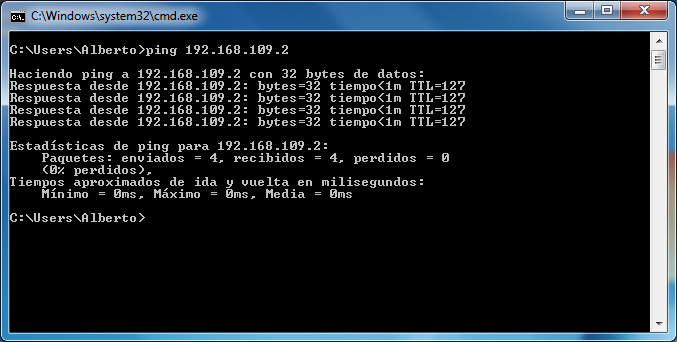 C:\Windows\system32\cmd.exe
C:\Users\Alberto>ping 192.168.109.2
Haciendo ping a 192.168.109.2 con 32 bytes de datos:
Respuesta desde 192.168.109.2: bytes=32 tiempo<1m TTL=127
Respuesta desde 192.168.109.2: bytes=32 tiempo<1m TTL=127
Respuesta desde 192.168.109.2: bytes=32 tiempo<1m TTL=127
Respuesta desde 192.168.109.2: bytes=32 tiempo<1m TTL=127
Estadísticas de ping para 192.168.109.2:
Paquetes: enviados = 4, recibidos = 4, perdidos = 0
(0% perdidos),
Tiempos aproximados de ida y vuelta en milisegundos:
Mínimo = 0ms, Máximo = 0ms, Media = 0ms
C:\Users\Alberto>